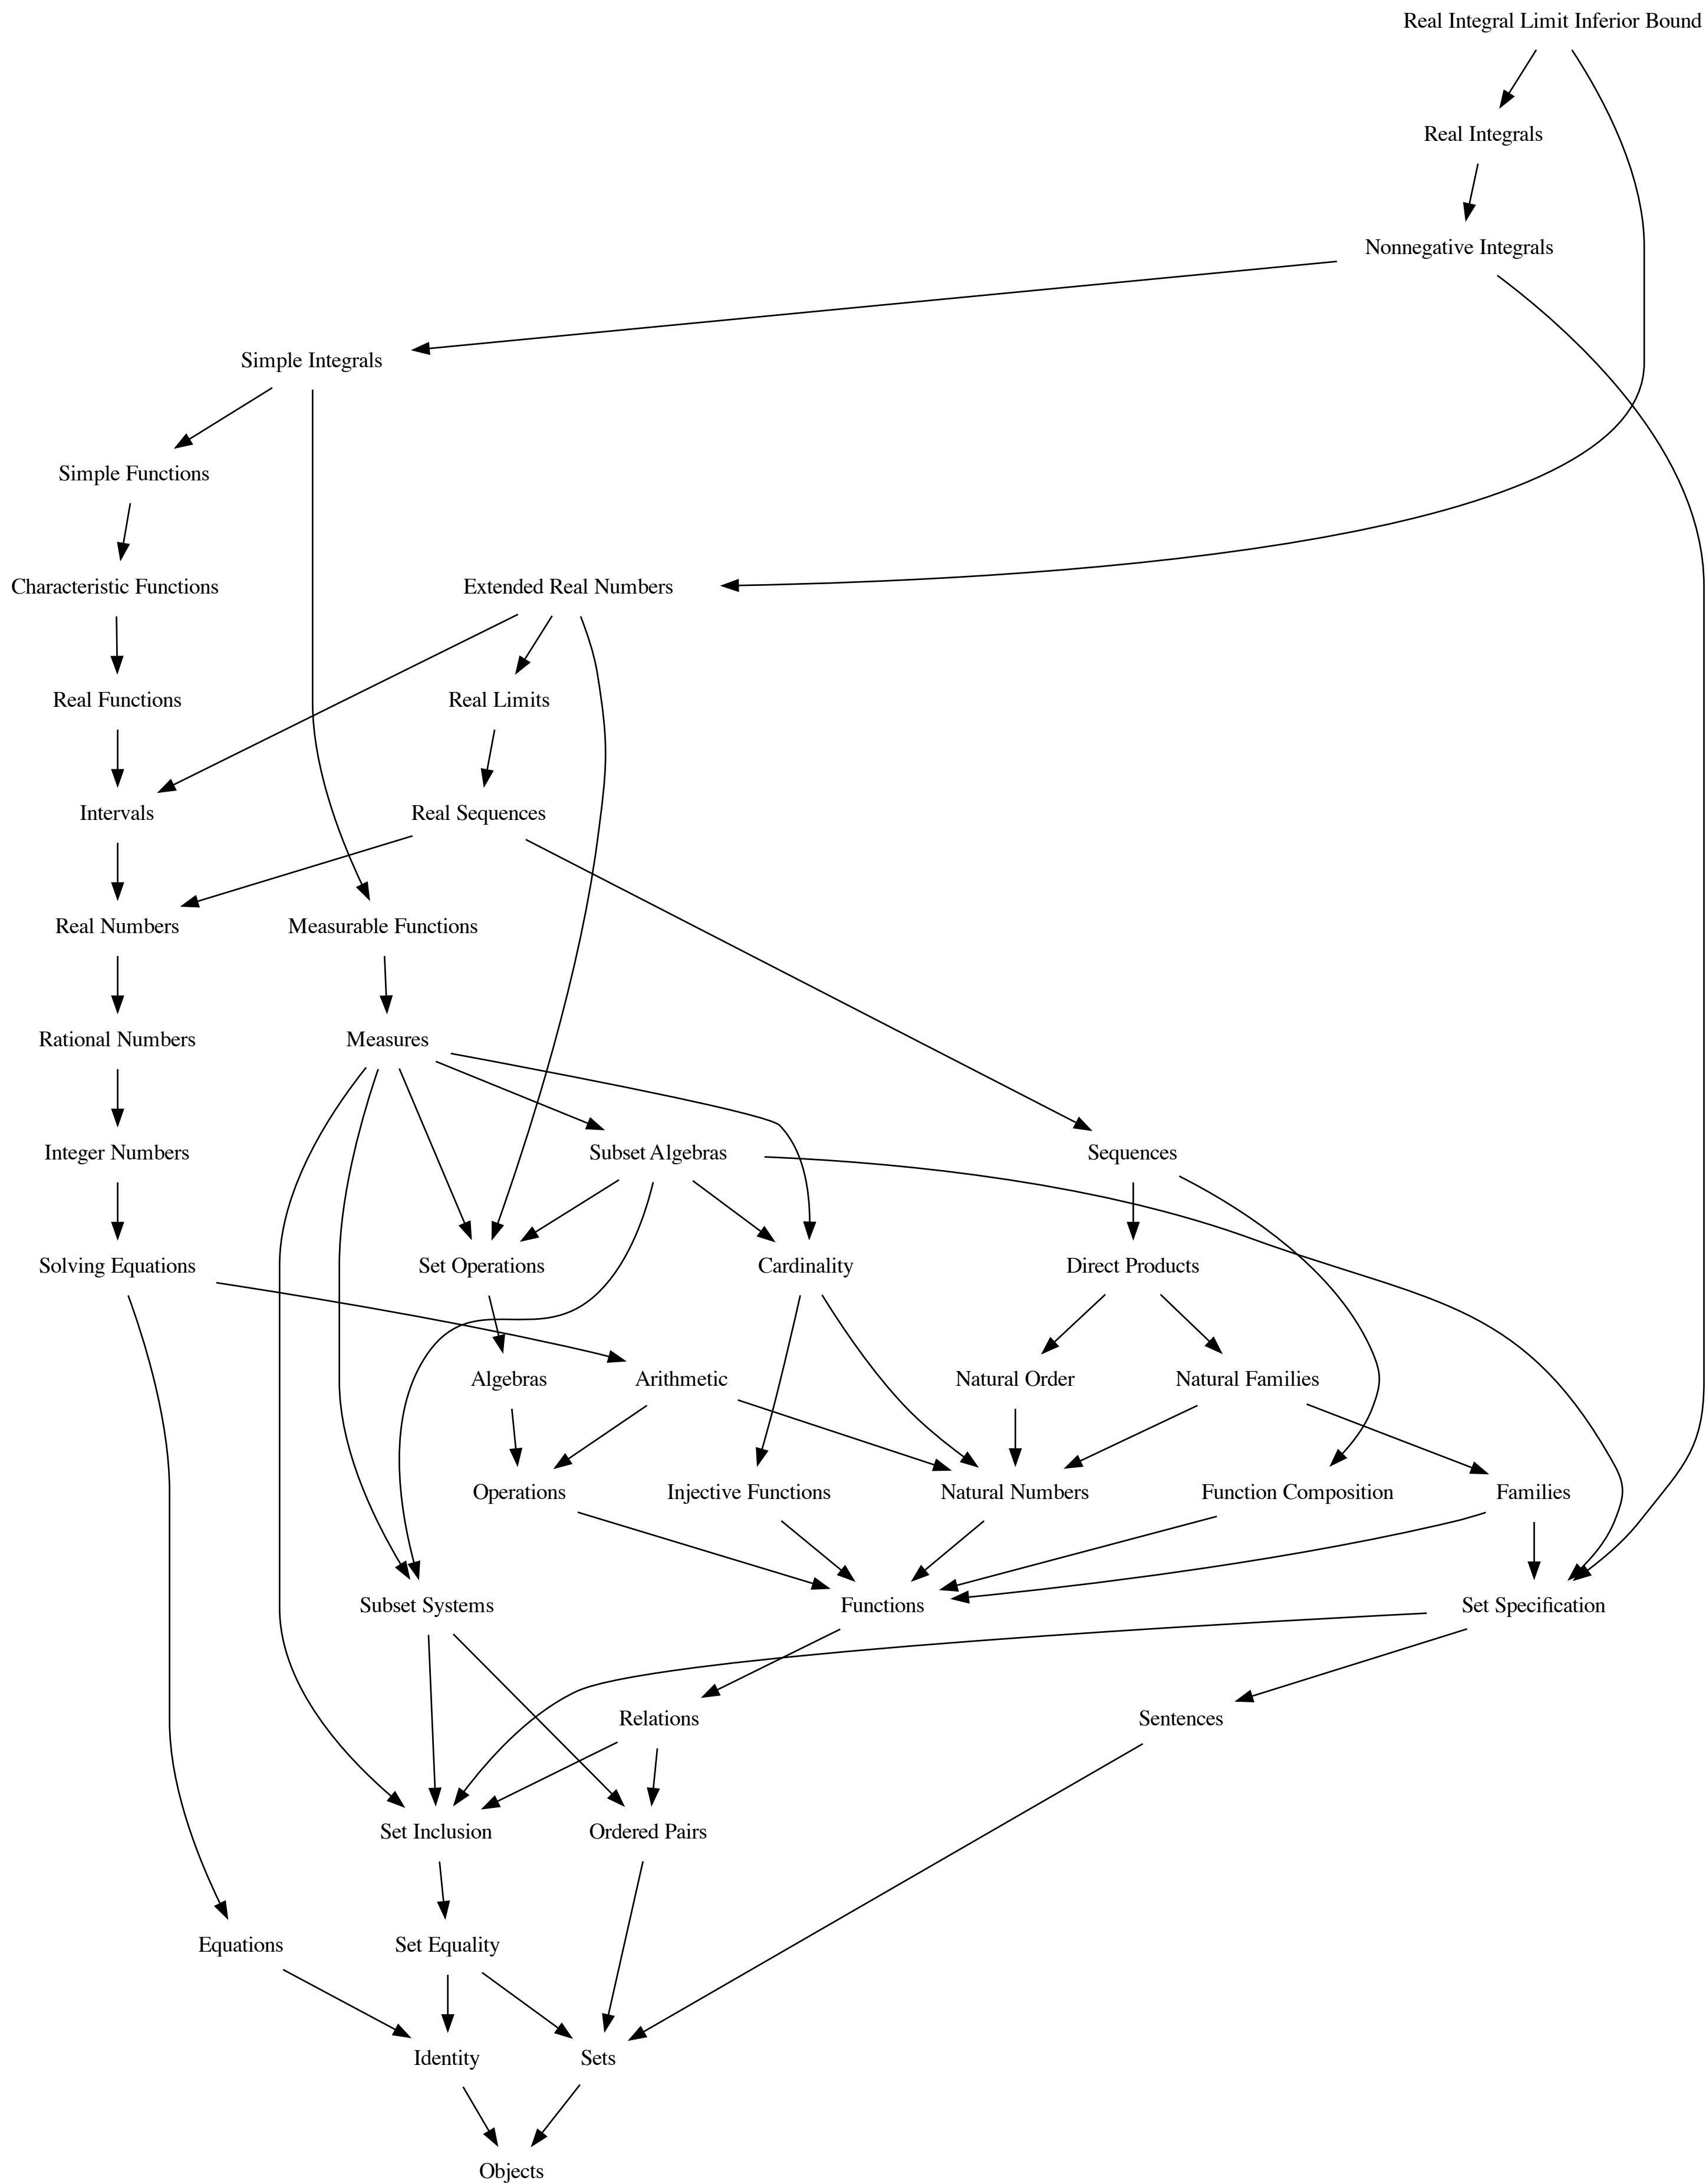 Real Integral Limit Inferior Bound
Real Integrals
Nonnegative Integrals
Simple Integrals
Simple Functions
Characteristic Functions
Extended Real Numbers
Real Functions
Real Limits
Intervals
Real Sequences
Real Numbers
Measurable Functions
Rational Numbers
Measures
Integer Numbers
Subset Algebras
Sequences
Solving Equations
Set Operations
Cardinality
Direct Products
Algebras
Arithmetic
Natural Order
Natural Families
Operations
Injective Functions
Natural Numbers
Function Composition
Families
Subset Systems
Functions
Set Specification
Relations
Sentences
Set Inclusion
Ordered Pairs
Equations
Set Equality
Identity
Sets
Objects